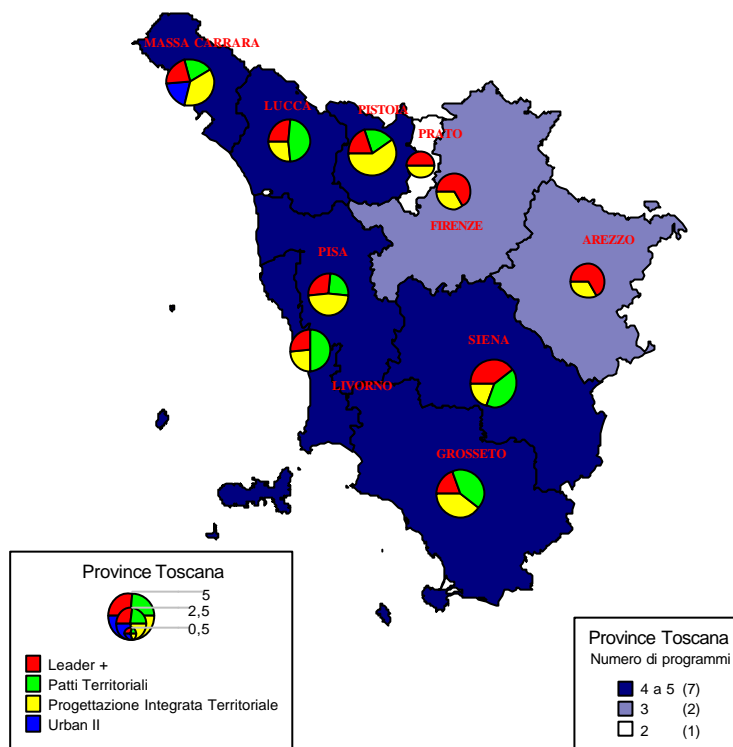 MASSA CARRARA
LUCCA
PISTOIA
PRATO
FIRENZE
AREZZO
PISA
SIENA
LIVORNO
GROSSETO
Province Toscana
5
2,5
0,5
Leader +
Patti Territoriali
Progettazione Integrata Territoriale
Urban II
Province Toscana
Numero di programmi
4 a 5 (7)
3 (2)
2 (1)